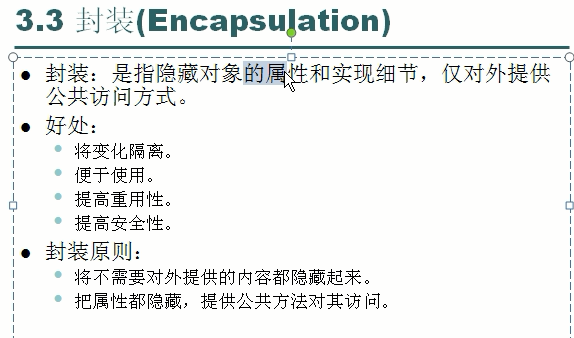 3.3 封装(Encapsulation)
● 封装：是指隐藏对象的属性和实现细节，仅对外提供
公共访问方式。
● 好处：
● 将变化隔离。
● 便于使用。
● 提高重用性。
● 提高安全性。
● 封装原则：
● 将不需要对外提供的内容都隐藏起来。
● 把属性都隐藏，提供公共方法对其访问。